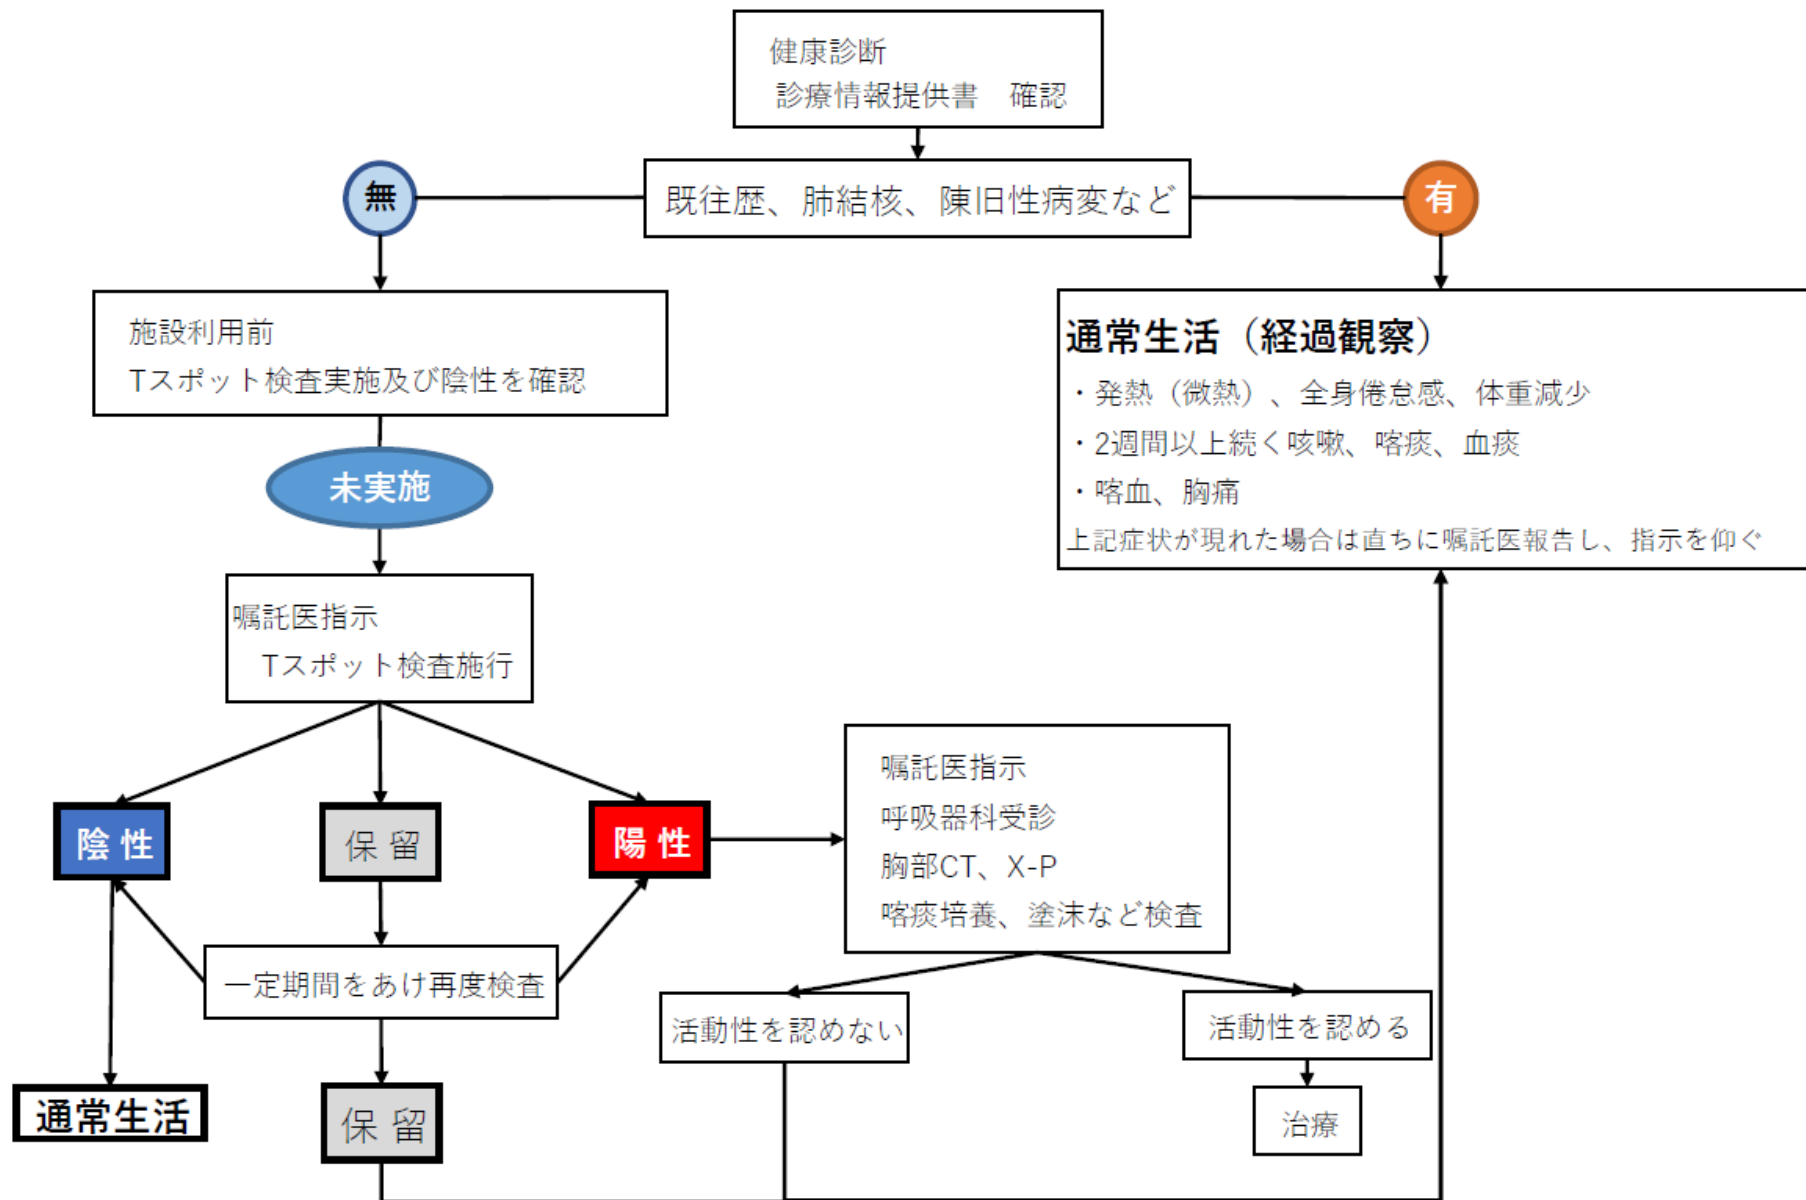 健康診断
診療情報提供書　確認
無
既往歴、肺結核、陳旧性病変など
有
施設利用前
Tスポット検査実施及び陰性を確認
未実施
通常生活（経過観察）
・発熱（微熱）、全身倦怠感、体重減少
・2週間以上続く咳嗽、喀痰、血痰
・喀血、胸痛
上記症状が現れた場合は直ちに嘱託医報告し、指示を仰ぐ
嘱託医指示
Tスポット検査施行
陰 性
保 留
陽 性
嘱託医指示
呼吸器科受診
胸部CT、X-P
喀痰培養、塗沫など検査
一定期間をあけ再度検査
活動性を認めない
活動性を認める
通常生活
保 留
治療